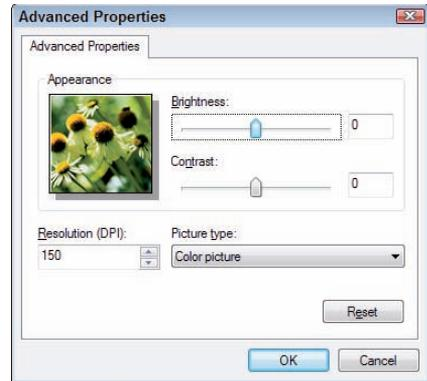 Advanced Properties
Advanced Properties
Appearance
Brightness:
0
Contrast:
0
Resolution (DPI):
Picture type:
150
Color picture
Reset
OK
Cancel